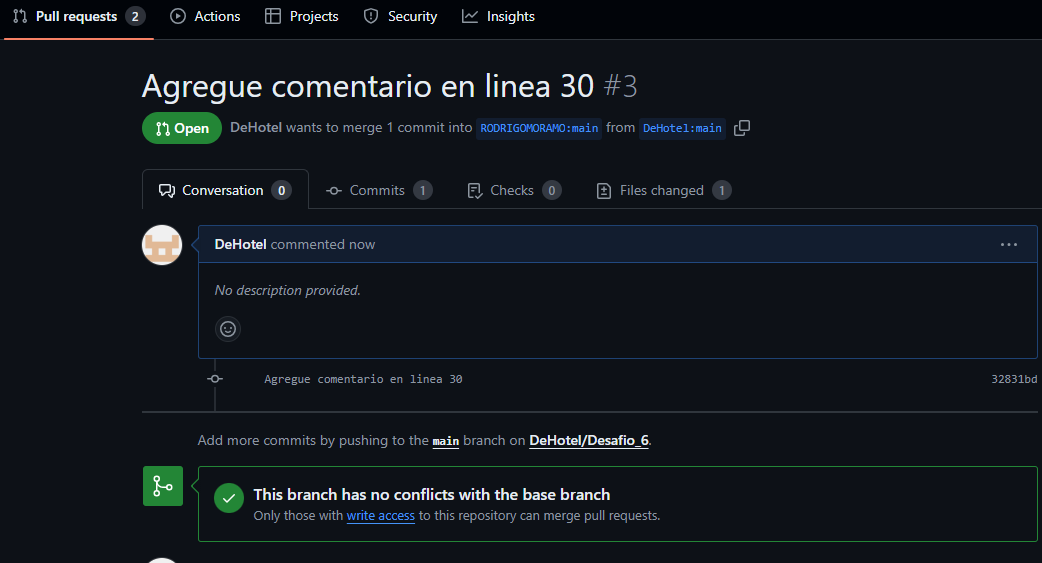 Pull requests 2 Actions Projects Security Insights
Agregue comentario en linea 30 #3
Open DeHotel wants to merge 1 commit into RODRIGOMORAMO:main from DeHotel:main
Conversation 0 Commits 1 Checks 0 Files changed 1
DeHotel commented now
No description provided.
Agregue comentario en linea 30 32831bd
Add more commits by pushing to the main branch on DeHotel/Desafio_6.
This branch has no conflicts with the base branch
Only those with write access to this repository can merge pull requests.